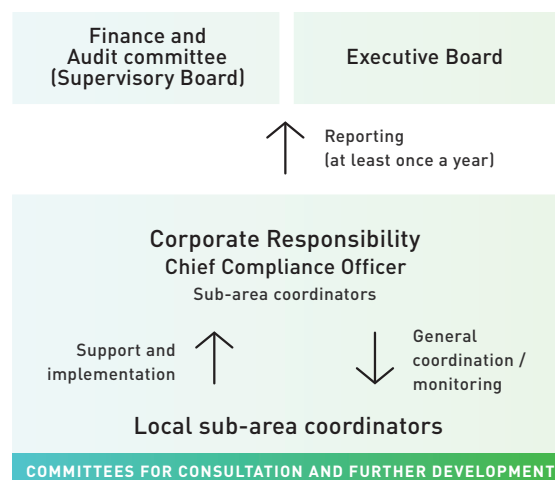 Finance and
Audit committee
(Supervisory Board)
Executive Board
Reporting
(at least once a year)
Corporate Responsibility
Chief Compliance Officer
Sub-area coordinators
Support and
implementation
General
coordination /
monitoring
Local sub-area coordinators
COMMITTEES FOR CONSULTATION AND FURTHER DEVELOPMENT